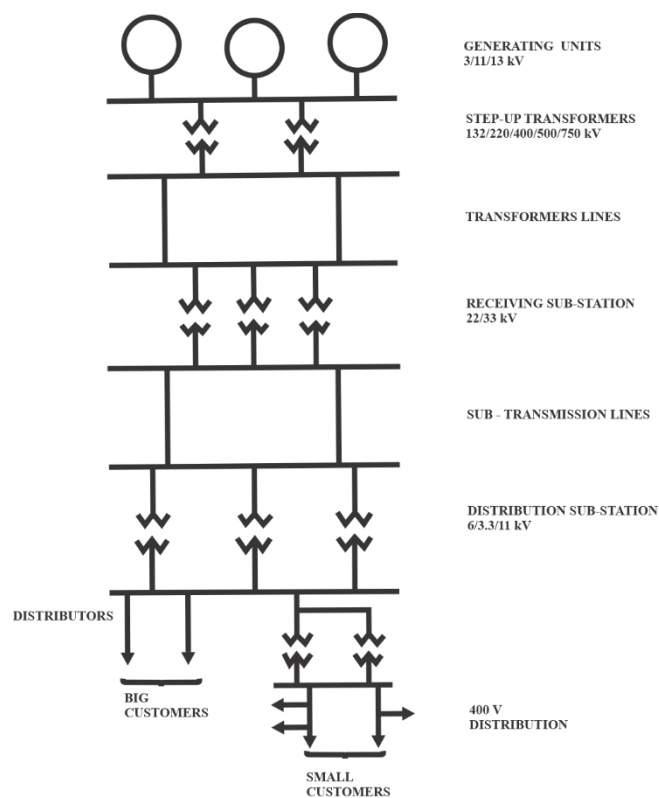 GENERATING UNITS
3/11/13 kV
STEP-UP TRANSFORMERS
132/220/400/500/750 kV
TRANSFORMERS LINES
RECEIVING SUB-STATION
22/33 kV
SUB - TRANSMISSION LINES
DISTRIBUTION SUB-STATION
6/3.3/11 kV
DISTRIBUTORS
BIG
CUSTOMERS
400 V
DISTRIBUTION
SMALL
CUSTOMERS